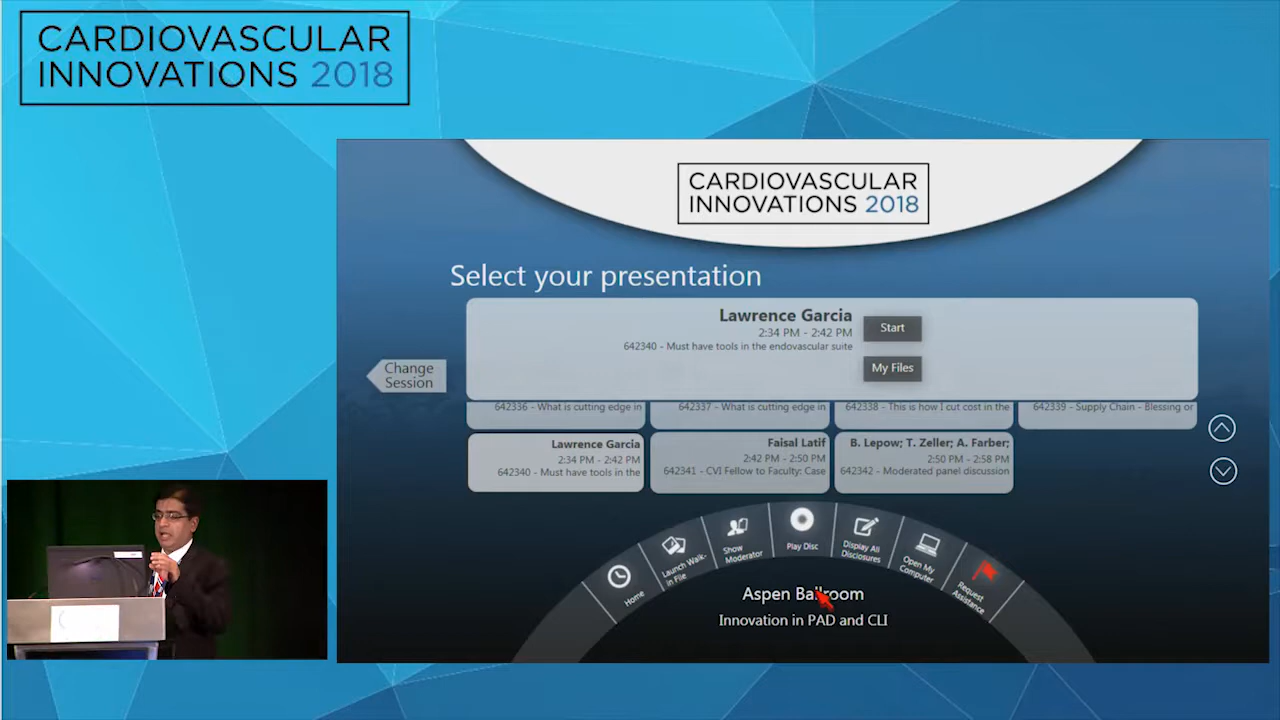 CARDIOVASCULAR
INNOVATIONS 2018
CARDIOVASCULAR
INNOVATIONS 2018
Select your presentation
Lawrence Garcia
2:34 PM - 2:42 PM
642340 - Must have tools in the endovascular suite
Start
My Files
Change
Session
642336 - What is cutting edge in
642337 - What is cutting edge in
642338 - This is how I cut cost in the
642339 - Supply Chain - Blessing or
Lawrence Garcia
2:34 PM - 2:42 PM
642340 - Must have tools in the
Faisal Latif
2:42 PM - 2:50 PM
642341 - CVI Fellow to Faculty: Case
B. Lepow; T. Zeller; A. Farber;
2:50 PM - 2:58 PM
642342 - Moderated panel discussion
Home
Launch Walk-
in File
Show
Moderator
Play Disc
Display All
Disclosures
Open My
Computer
Request
Assistance
Aspen Ballroom
Innovation in PAD and CLI